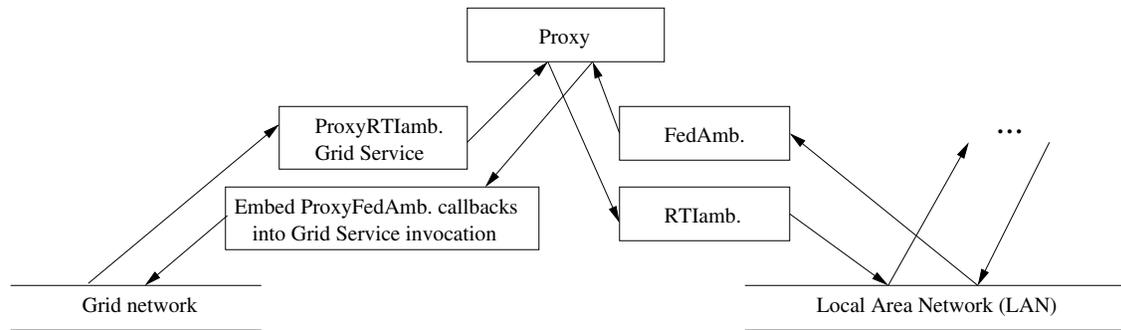 Proxy
ProxyRTIamb.
Grid Service
FedAmb.
...
Embed ProxyFedAmb. callbacks
into Grid Service invocation
RTIamb.
Grid network
Local Area Network (LAN)